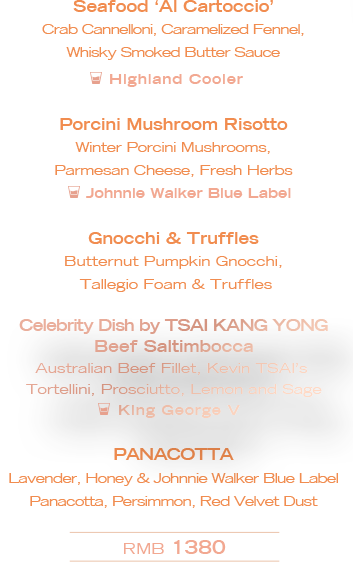 Seafood ‘Al Cartoccio’
Crab Cannelloni, Caramelized Fennel,
Whisky Smoked Butter Sauce
Highland Cooler
Porcini Mushroom Risotto
Winter Porcini Mushrooms,
Parmesan Cheese, Fresh Herbs
Johnnie Walker Blue Label
Gnocchi & Truffles
Butternut Pumpkin Gnocchi,
Tallegio Foam & Truffles
Celebrity Dish by TSAI KANG YONG
Beef Saltimbocca
Australian Beef Fillet, Kevin TSAI's
Tortellini, Prosciutto, Lemon and Sage
King George V
PANACOTTA
Lavender, Honey & Johnnie Walker Blue Label
Panacotta, Persimmon, Red Velvet Dust
RMB 1380